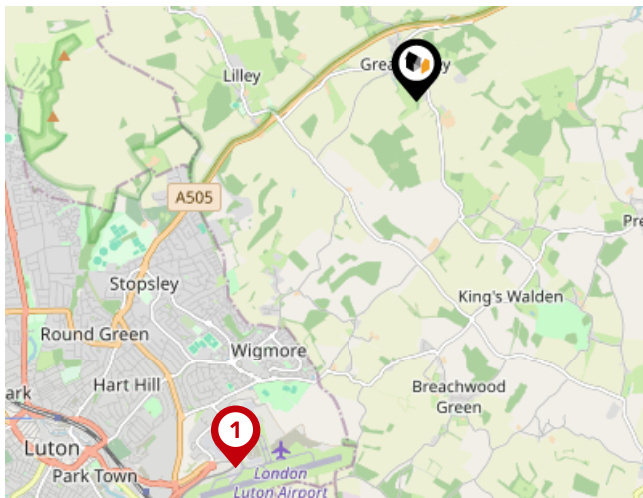 Lilley
A505
Stopsley
King's Walden
Round Green
Wigmore
Hart Hill
Breachwood
Green
1
Luton
Park Town
London
Luton Airport